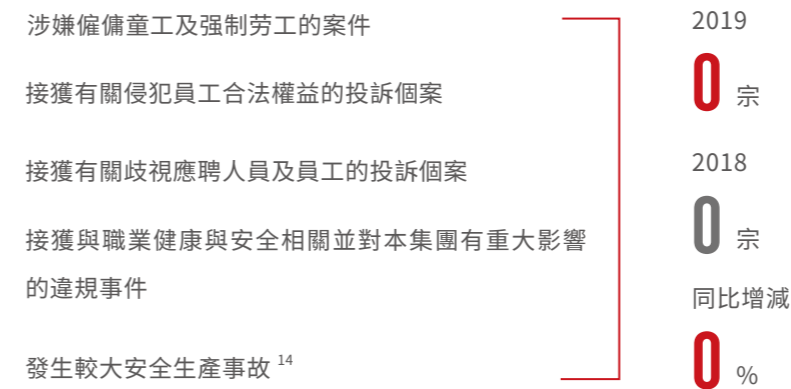 涉嫌僱傭童工及强制劳工的案件
接獲有關侵犯員工合法權益的投訴個案
接獲有關歧視應聘人員及員工的投訴個案
接獲與職業健康與安全相關並對本集團有重大影響
的違規事件
發生較大安全生產事故 14
2019
0 宗
2018
0 宗
同比增減
0 %